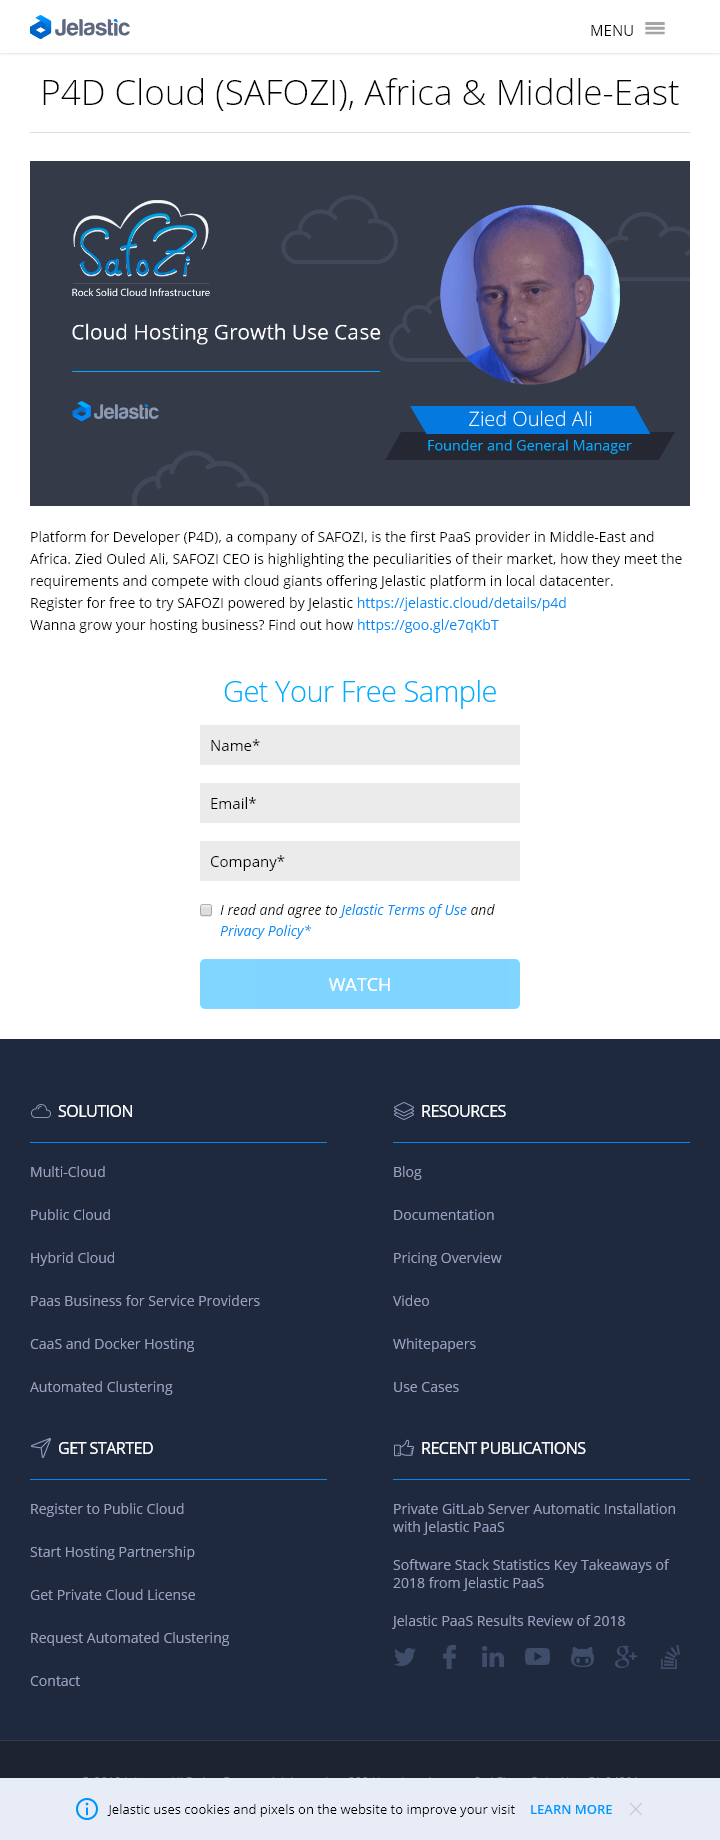 Jelastic
MENU
P4D Cloud (SAFOZI), Africa & Middle-East
SafoZi
Rock Solid Cloud Infrastructure
Cloud Hosting Growth Use Case
Jelastic
Zied Ouled Ali
Founder and General Manager
Platform for Developer (P4D), a company of SAFOZI, is the first PaaS provider in Middle-East and
Africa. Zied Ouled Ali, SAFOZI CEO is highlighting the peculiarities of their market, how they meet the
requirements and compete with cloud giants offering Jelastic platform in local datacenter.
Register for free to try SAFOZI powered by Jelastic https://jelastic.cloud/details/p4d
Wanna grow your hosting business? Find out how https://goo.gl/e7qKbT
Get Your Free Sample
Name*
Email*
Company*
I read and agree to Jelastic Terms of Use and
Privacy Policy*
WATCH
SOLUTION
Multi-Cloud
Public Cloud
Hybrid Cloud
Paas Business for Service Providers
CaaS and Docker Hosting
Automated Clustering
RESOURCES
Blog
Documentation
Pricing Overview
Video
Whitepapers
Use Cases
GET STARTED
Register to Public Cloud
Start Hosting Partnership
Get Private Cloud License
Request Automated Clustering
Contact
RECENT PUBLICATIONS
Private GitLab Server Automatic Installation
with Jelastic PaaS
Software Stack Statistics Key Takeaways of
2018 from Jelastic PaaS
Jelastic PaaS Results Review of 2018
Jelastic uses cookies and pixels on the website to improve your visit LEARN MORE